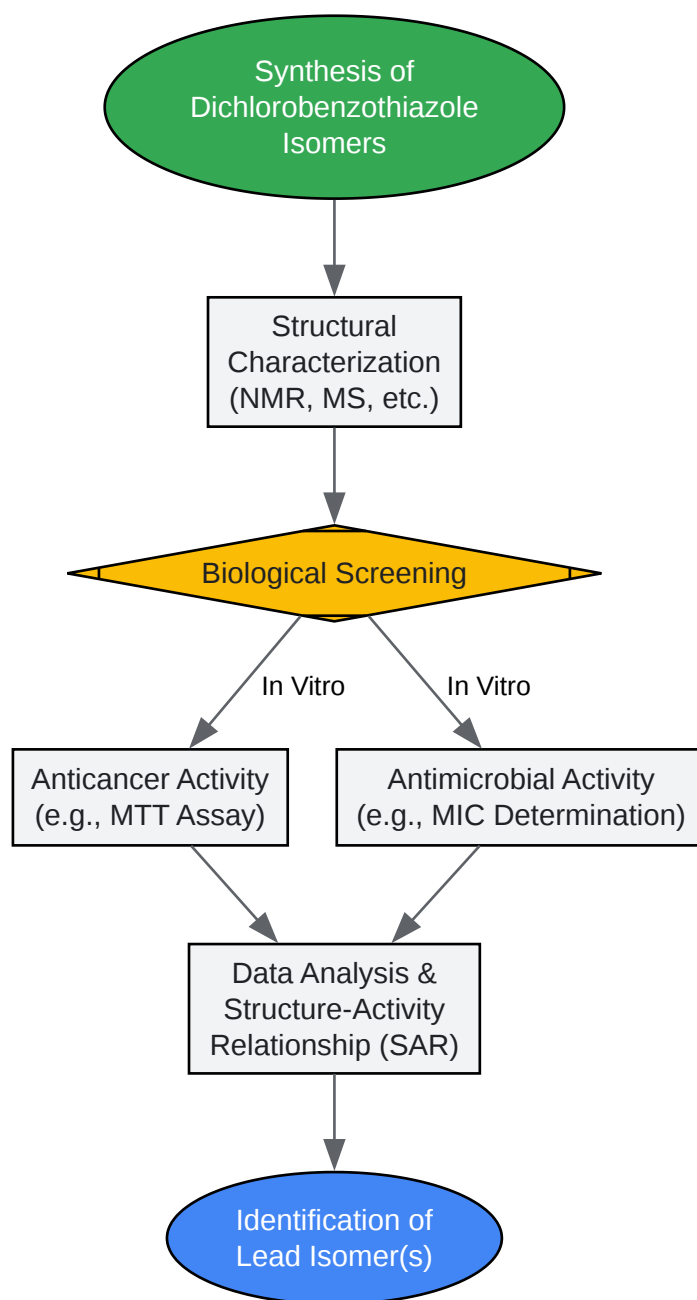 Synthesis of
Dichlorobenzothiazole
Isomers
Structural
Characterization
(NMR, MS, etc.)
Biological Screening
In Vitro
In Vitro
Anticancer Activity
(e.g., MTT Assay)
Antimicrobial Activity
(e.g., MIC Determination)
Data Analysis &
Structure-Activity
Relationship (SAR)
Identification of
Lead Isomer(s)